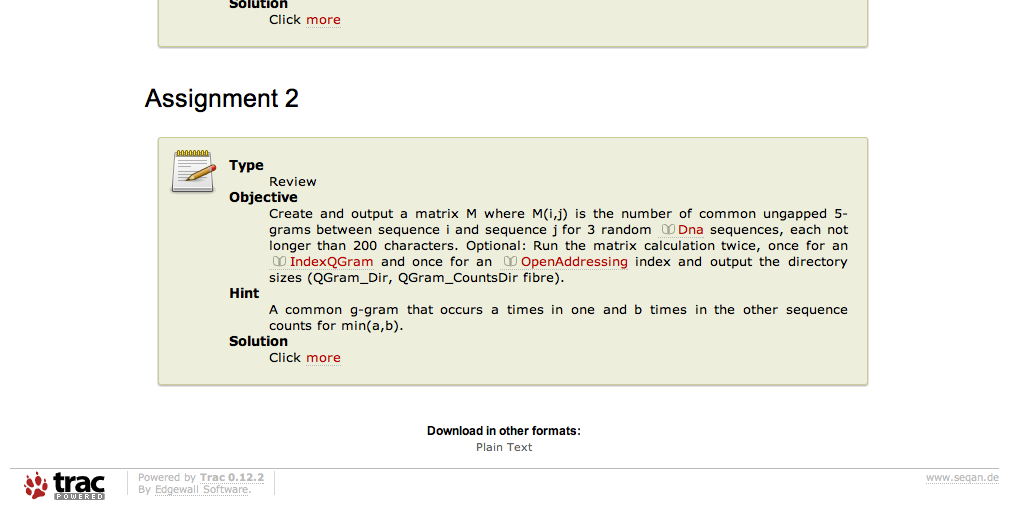 Solution
Click more
Assignment 2
Type
Review
Objective
Create and output a matrix M where M(i,j) is the number of common ungapped 5-
grams between sequence i and sequence j for 3 random Dna sequences, each not
longer than 200 characters. Optional: Run the matrix calculation twice, once for an
IndexQGram and once for an OpenAddressing index and output the directory
sizes (QGram_Dir, QGram_CountsDir fibre).
Hint
A common g-gram that occurs a times in one and b times in the other sequence
counts for min(a,b).
Solution
Click more
Download in other formats:
Plain Text
trac
POWERED
Powered by Trac 0.12.2
By Edgewall Software.
www.seqan.de